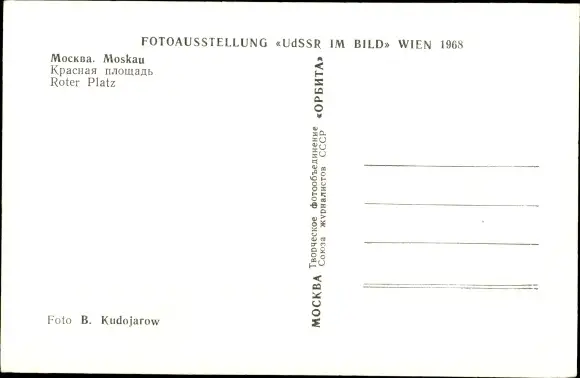 FOTOAUSSTELLUNG «UdSSR IM BILD» WIEN 1968
Москва. Moskau
Красная площадь
Roter Platz
МОСКВА Творческое фотообъединение «ОРБИТА»
Союза журналистов СССР
Foto B. Kudojarow